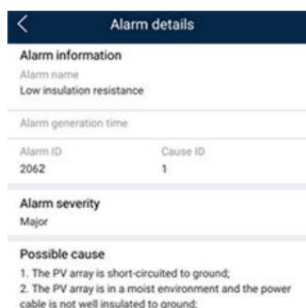 Alarm details
Alarm information
Alarm name
Low insulation resistance
Alarm generation time
Alarm ID Cause ID
2062 1
Alarm severity
Major
Possible cause
1. The PV array is short-circuited to ground;
2. The PV array is in a moist environment and the power
cable is not well insulated to ground;